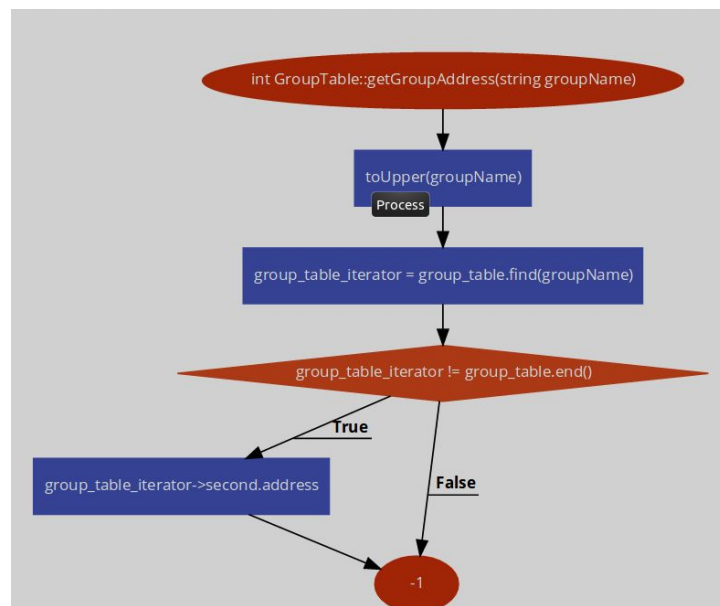 int GroupTable::getGroupAddress(string groupName)
toUpper(groupName)
Process
group_table_iterator = group_table.find(groupName)
group_table_iterator != group_table.end()
True
group_table_iterator->second.address
False
-1